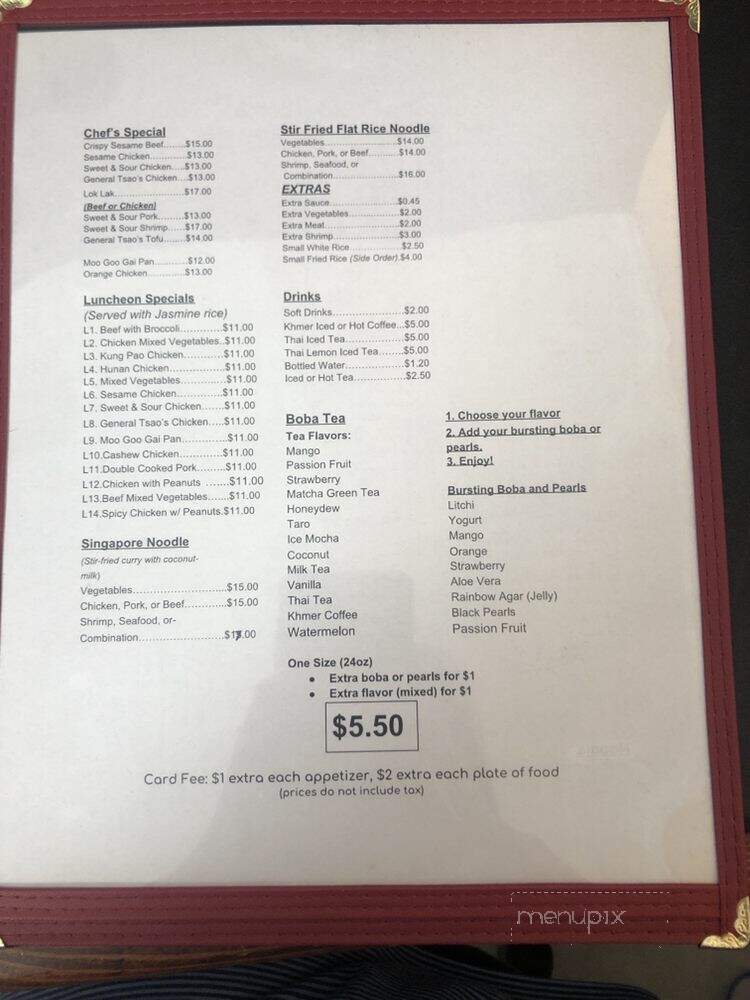 Chef's Special
Crispy Sesame Beef.......$15.00
Sesame Chicken............$13.00
Sweet & Sour Chicken....$13.00
General Tsao's Chicken...$13.00
Lok Lak......................$17.00
(Beef or Chicken)
Sweet & Sour Pork.........$13.00
Sweet & Sour Shrimp......$17.00
General Tsao's Tofu.......$14.00
Moo Goo Gai Pan..........$12.00
Orange Chicken............$13.00
Luncheon Specials
(Served with Jasmine rice)
L1. Beef with Broccoli.............$11.00
L2. Chicken Mixed Vegetables..$11.00
L3. Kung Pao Chicken............$11.00
L4. Hunan Chicken.................$11.00
L5. Mixed Vegetables..............$11.00
L6. Sesame Chicken..............$11.00
L7. Sweet & Sour Chicken.......$11.00
L8. General Tsao's Chicken.....$11.00
L9. Moo Goo Gai Pan..............$11.00
L10.Cashew Chicken.............$11.00
L11.Double Cooked Pork.........$11.00
L12.Chicken with Peanuts .......$11.00
L13.Beef Mixed Vegetables.......$11.00
L14.Spicy Chicken w/ Peanuts.$11.00
Singapore Noodle
(Stir-fried curry with coconut-
milk)
Vegetables...........................$15.00
Chicken, Pork, or Beef............$15.00
Shrimp, Seafood, or-
Combination........................$17.00
Stir Fried Flat Rice Noodle
Vegetables.........................$14.00
Chicken, Pork, or Beef..........$14.00
Shrimp, Seafood, or
Combination.......................$16.00
EXTRAS
Extra Sauce........................$0.45
Extra Vegetables..................$2.00
Extra Meat..........................$2.00
Extra Shrimp.......................$3.00
Small White Rice.................$2.50
Small Fried Rice (Side Order).$4.00
Drinks
Soft Drinks........................$2.00
Khmer Iced or Hot Coffee...$5.00
Thai Iced Tea.....................$5.00
Thai Lemon Iced Tea........$5.00
Bottled Water.....................$1.20
Iced or Hot Tea..................$2.50
Boba Tea
Tea Flavors:
Mango
Passion Fruit
Strawberry
Matcha Green Tea
Honeydew
Taro
Ice Mocha
Coconut
Milk Tea
Vanilla
Thai Tea
Khmer Coffee
Watermelon
1. Choose your flavor
2. Add your bursting boba or
pearls.
3. Enjoy!
Bursting Boba and Pearls
Litchi
Yogurt
Mango
Orange
Strawberry
Aloe Vera
Rainbow Agar (Jelly)
Black Pearls
Passion Fruit
One Size (24oz)
• Extra boba or pearls for $1
• Extra flavor (mixed) for $1
$5.50
Card Fee: $1 extra each appetizer, $2 extra each plate of food
(prices do not include tax)
menupix